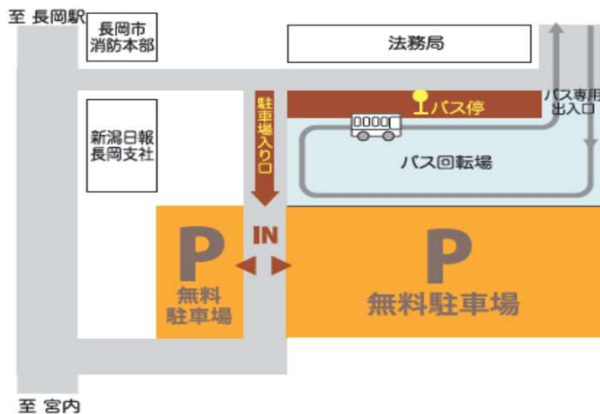 至 長岡駅
長岡市
消防本部
法務局
新潟日報
長岡支社
駐車場入り口
バス停
バス専用
出入口
バス回転場
IN
P
無料
駐車場
P
無料駐車場
至 宮内